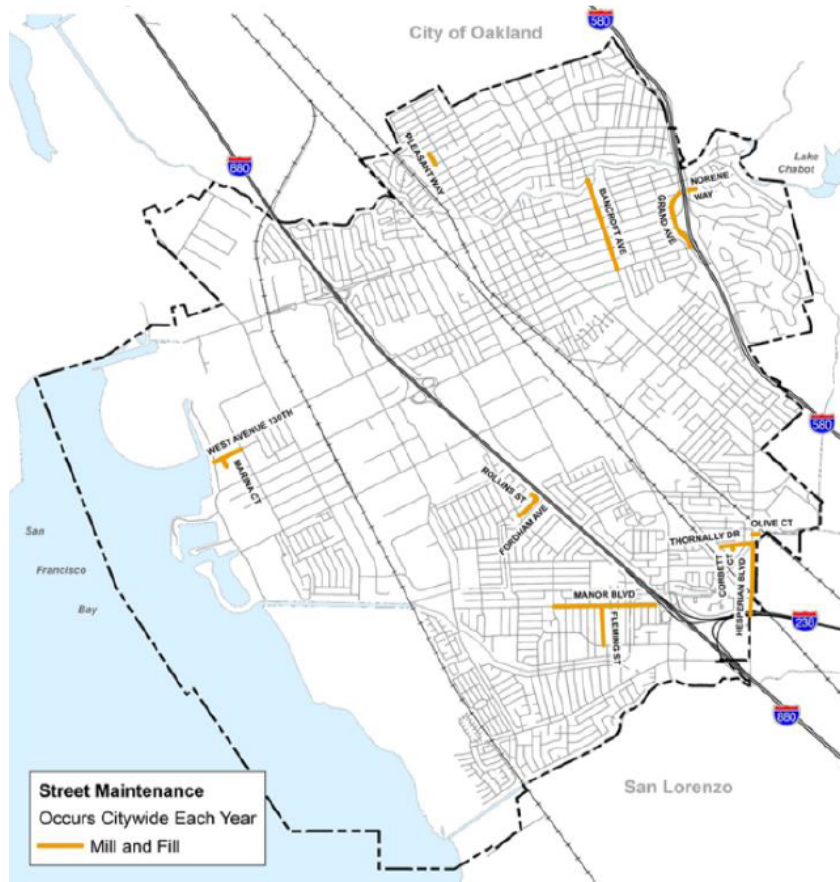 580
City of Oakland
880
PLEASANT WAY
Lake
Chabot
NORENE
WAY
GRAND AVE
BANCROFT AVE
580
WEST AVENUE 136TH
MARINA CT
ROLLINS ST
FORDHAM AVE
OLIVE CT
THORNALLY DR
CORBETT
CT
HESPERIAN BLVD
San
Francisco
Bay
MANOR BLVD
FLEMING ST
238
880
San Lorenzo
Street Maintenance
Occurs Citywide Each Year
Mill and Fill